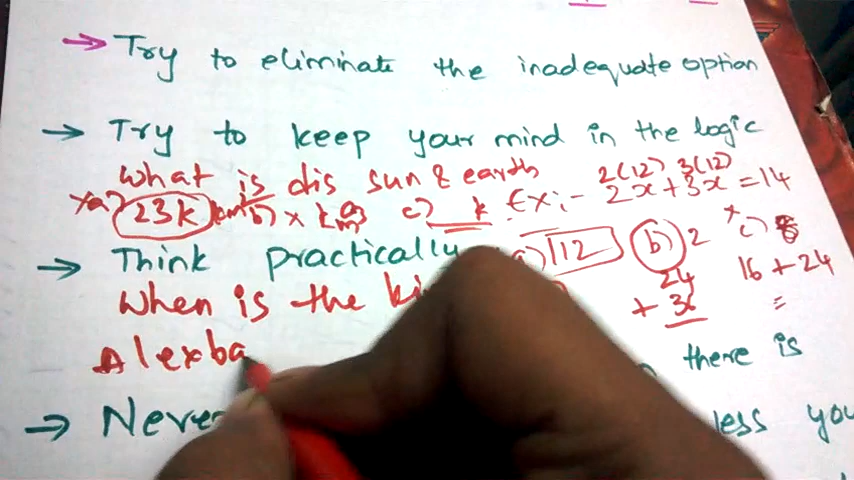 → Try to eliminate the inadequate option
→ Try to keep your mind in the logic
What is dis sun & earth
2(12) 3(12)
Ex:- 2x + 3x = 14
a) 23k km b) x km c) __ k
a) 12 b) 2 c) 8
→ Think practically
24 16 + 24
+ 36 =
When is the
Alexba
there is
→ Never less you